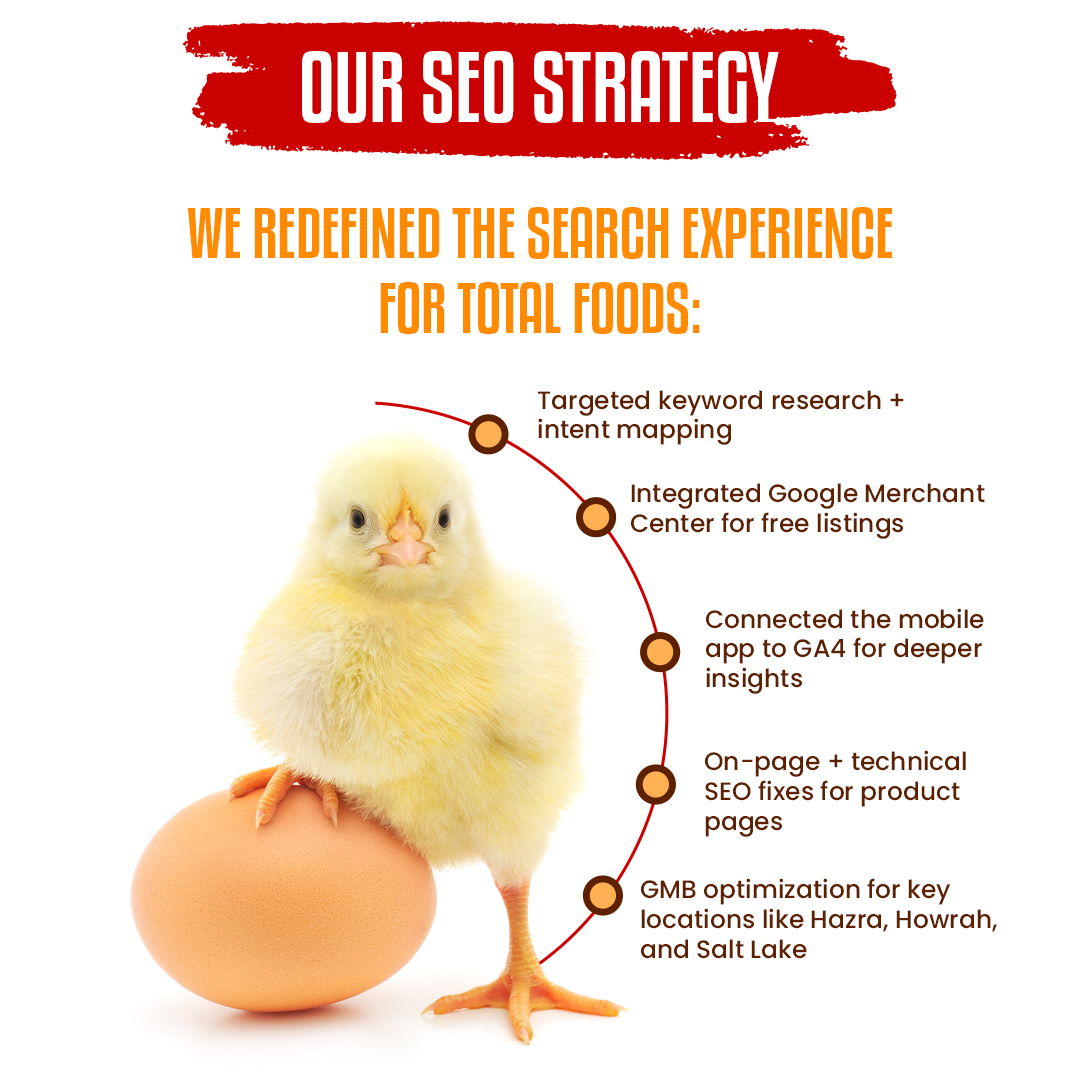 OUR SEO STRATEGY
WE REDEFINED THE SEARCH EXPERIENCE
FOR TOTAL FOODS:
Targeted keyword research +
intent mapping
Integrated Google Merchant
Center for free listings
Connected the mobile
app to GA4 for deeper
insights
On-page + technical
SEO fixes for product
pages
GMB optimization for key
locations like Hazra, Howrah,
and Salt Lake